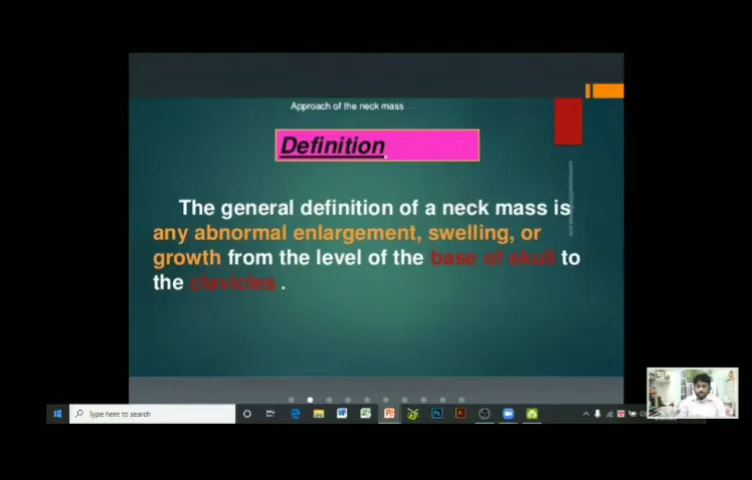 Approach of the neck mass
Definition.
The general definition of a neck mass is
any abnormal enlargement, swelling, or
growth from the level of the base of skull to
the clavicles .
Type here to search